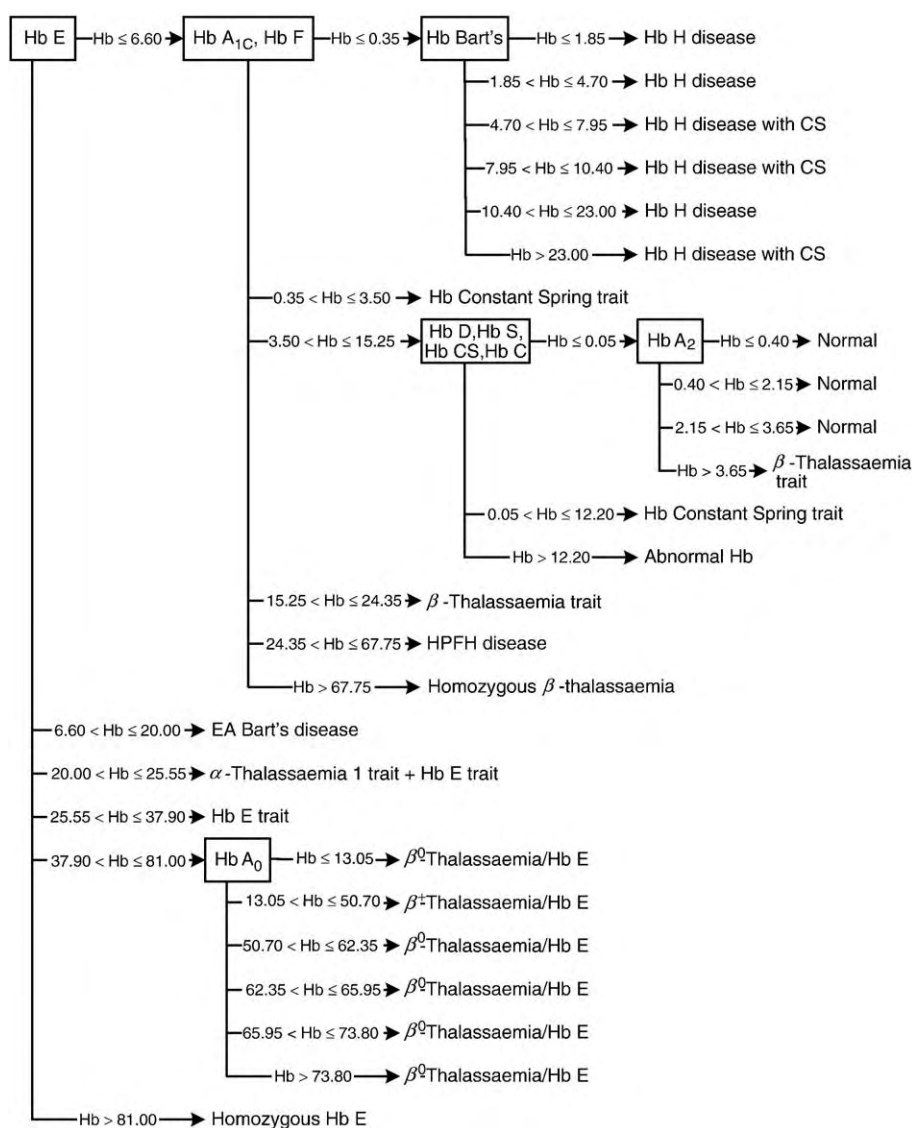 Hb E Hb ≤ 6.60 Hb A1C, Hb F Hb ≤ 0.35 Hb Bart's Hb ≤ 1.85 Hb H disease
1.85 < Hb ≤ 4.70 Hb H disease
4.70 < Hb ≤ 7.95 Hb H disease with CS
7.95 < Hb ≤ 10.40 Hb H disease with CS
10.40 < Hb ≤ 23.00 Hb H disease
Hb > 23.00 Hb H disease with CS
0.35 < Hb ≤ 3.50 Hb Constant Spring trait
3.50 < Hb ≤ 15.25 Hb D,Hb S, Hb CS,Hb C Hb ≤ 0.05 Hb A2 Hb ≤ 0.40 Normal
0.40 < Hb ≤ 2.15 Normal
2.15 < Hb ≤ 3.65 Normal
Hb > 3.65 β -Thalassaemia
trait
0.05 < Hb ≤ 12.20 Hb Constant Spring trait
Hb > 12.20 Abnormal Hb
15.25 < Hb ≤ 24.35 β -Thalassaemia trait
24.35 < Hb ≤ 67.75 HPFH disease
Hb > 67.75 Homozygous β -thalassaemia
6.60 < Hb ≤ 20.00 EA Bart's disease
20.00 < Hb ≤ 25.55 α-Thalassaemia 1 trait + Hb E trait
25.55 < Hb ≤ 37.90 Hb E trait
37.90 < Hb ≤ 81.00 Hb A0 Hb ≤ 13.05 β0-Thalassaemia/Hb E
13.05 < Hb ≤ 50.70 β+-Thalassaemia/Hb E
50.70 < Hb ≤ 62.35 β0-Thalassaemia/Hb E
62.35 < Hb ≤ 65.95 β0-Thalassaemia/Hb E
65.95 < Hb ≤ 73.80 β0-Thalassaemia/Hb E
Hb > 73.80 β0-Thalassaemia/Hb E
Hb > 81.00 Homozygous Hb E